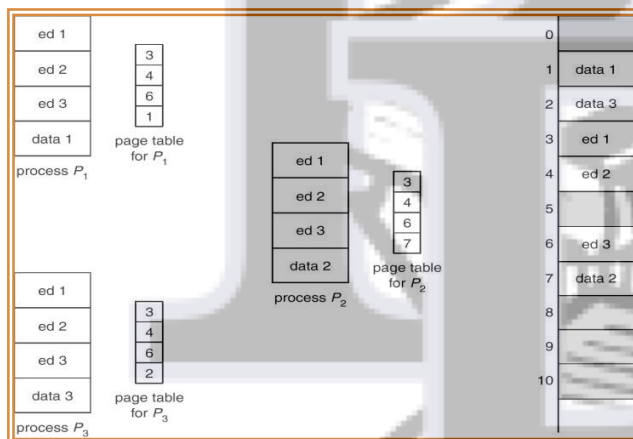 ed 1
ed 2
ed 3
data 1
process P1
3
4
6
1
page table
for P1
ed 1
ed 2
ed 3
data 2
process P2
3
4
6
7
page table
for P2
ed 1
ed 2
ed 3
data 3
process P3
3
4
6
2
page table
for P3
0
1 data 1
2 data 3
3 ed 1
4 ed 2
5
6 ed 3
7 data 2
8
9
10